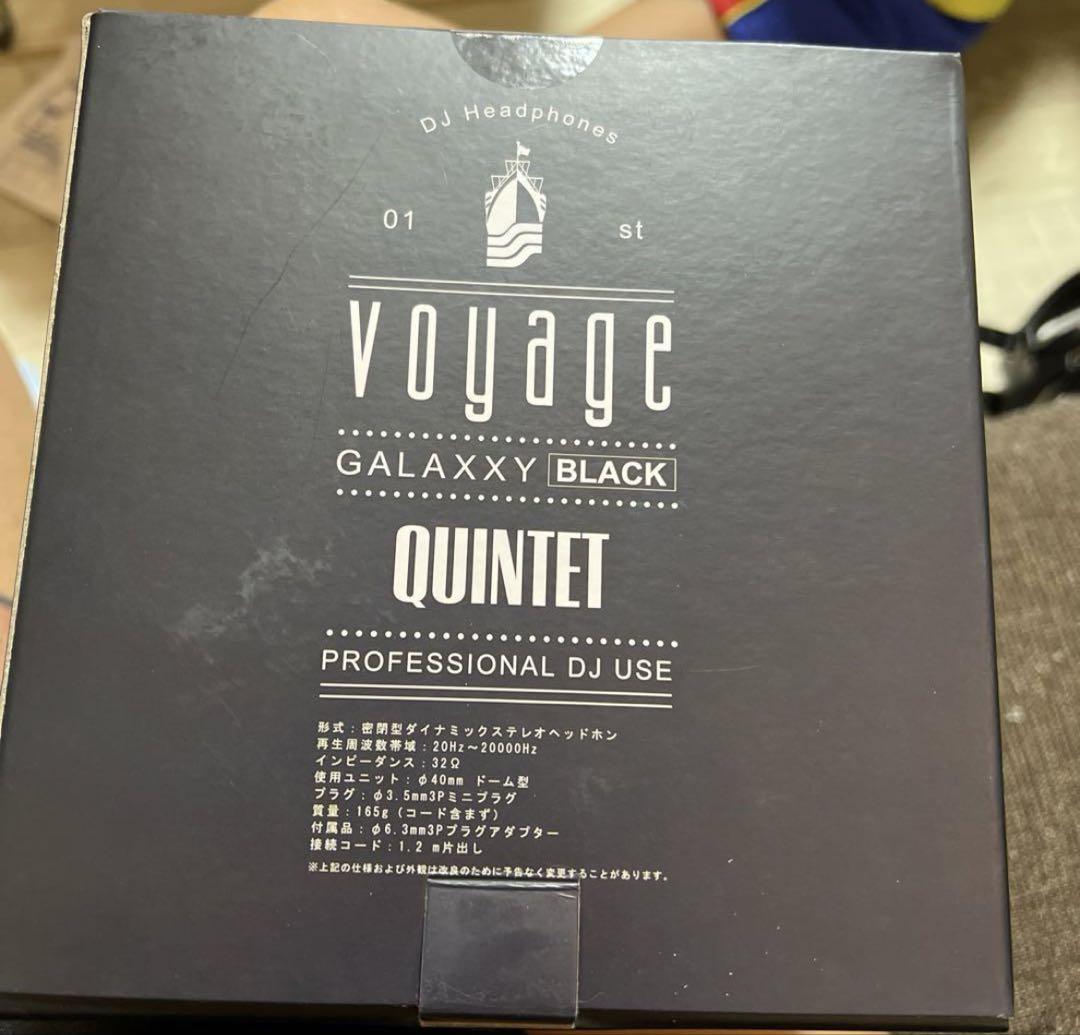 DJ Headphones
01 st
voyage
GALAXXY BLACK
QUINTET
PROFESSIONAL DJ USE
形式：密閉型ダイナミックステレオヘッドホン
再生周波数帯域：20Hz～20000Hz
インピーダンス：32Ω
使用ユニット：φ40mm ドーム型
プラグ：φ3.5mm3Pミニプラグ
質量：165g（コード含まず）
付属品：φ6.3mm3Pプラグアダプター
接続コード：1.2 m片出し
※上記の仕様および外観は改良のために予告なく変更することがあります。